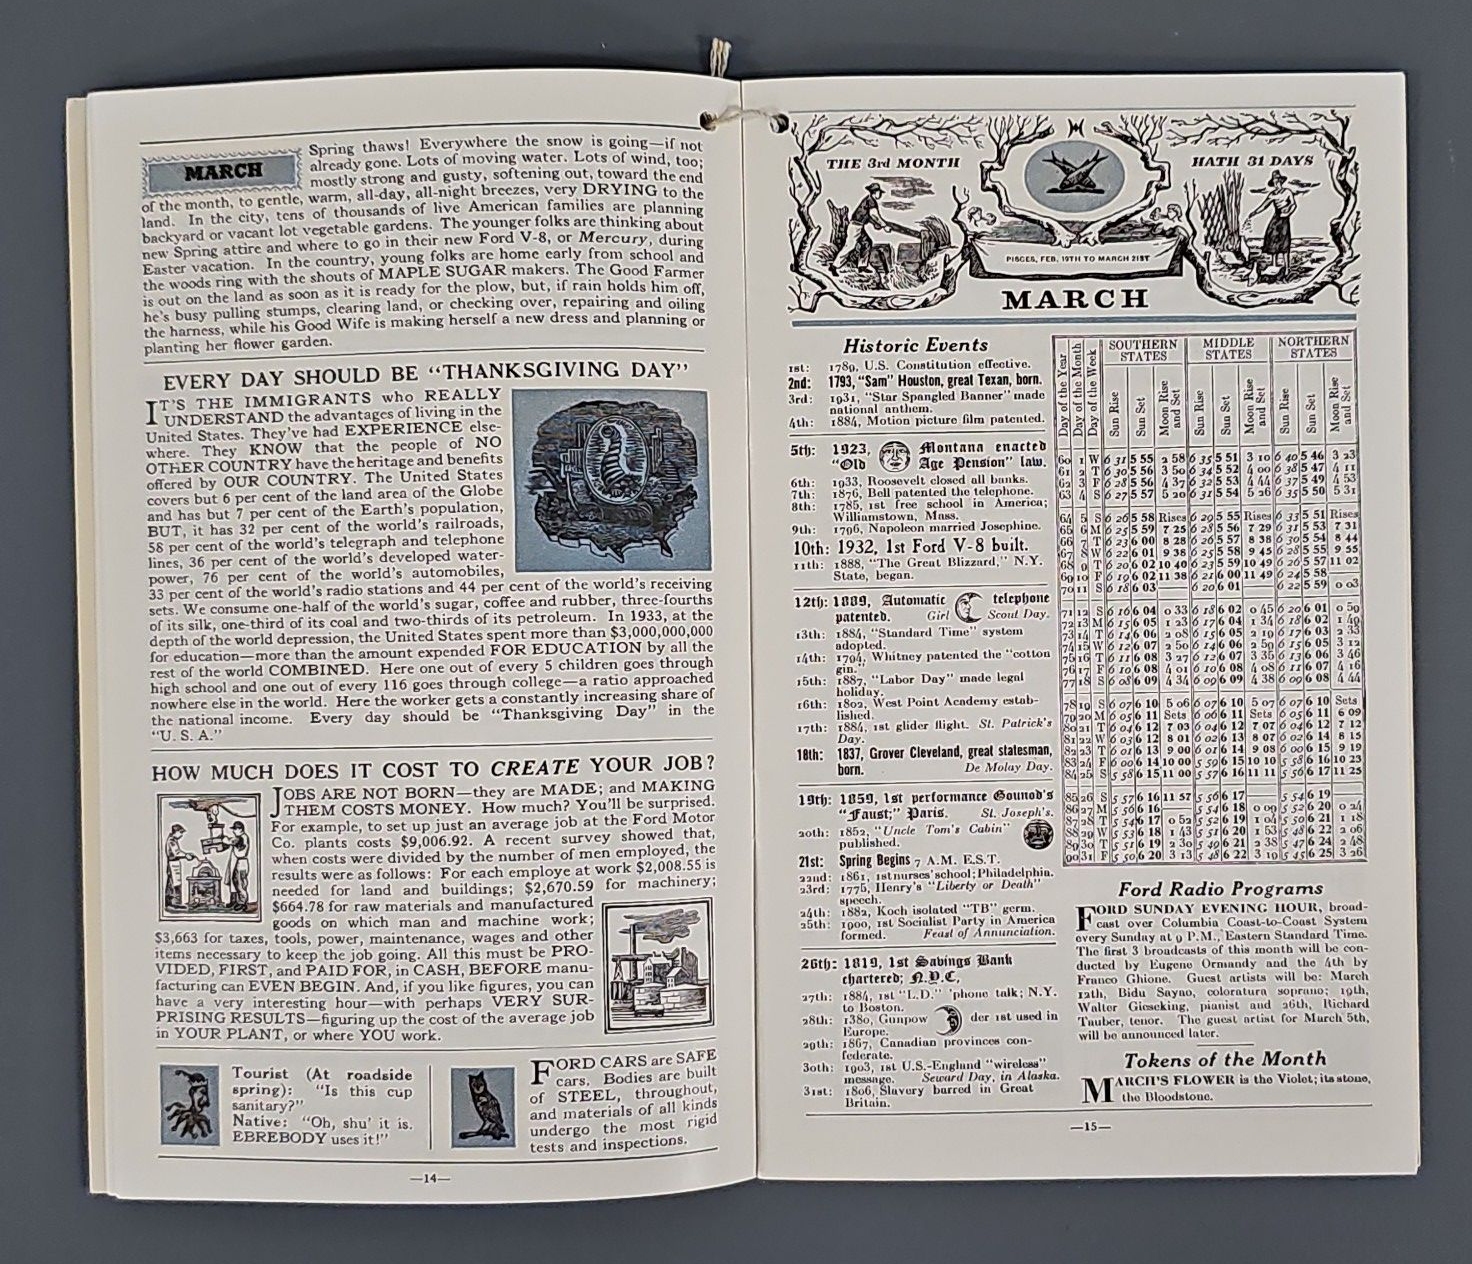 MARCH
Spring thaws! Everywhere the snow is going—if not
already gone. Lots of moving water. Lots of wind, too;
mostly strong and gusty, softening out, toward the end
of the month, to gentle, warm, all-day, all-night breezes, very DRYING to the
land. In the city, tens of thousands of live American families are planning
backyard or vacant lot vegetable gardens. The younger folks are thinking about
new Spring attire and where to go in their new Ford V-8, or Mercury, during
Easter vacation. In the country, young folks are home early from school and
the woods ring with the shouts of MAPLE SUGAR makers. The Good Farmer
is out on the land as soon as it is ready for the plow, but, if rain holds him off,
he's busy pulling stumps, clearing land, or checking over, repairing and oiling
the harness, while his Good Wife is making herself a new dress and planning or
planting her flower garden.
EVERY DAY SHOULD BE "THANKSGIVING DAY"
IT'S THE IMMIGRANTS who REALLY
UNDERSTAND the advantages of living in the
United States. They've had EXPERIENCE else-
where. They KNOW that the people of NO
OTHER COUNTRY have the heritage and benefits
offered by OUR COUNTRY. The United States
covers but 6 per cent of the land area of the Globe
and has but 7 per cent of the Earth's population,
BUT, it has 32 per cent of the world's railroads,
58 per cent of the world's telegraph and telephone
lines, 36 per cent of the world's developed water-
power, 76 per cent of the world's automobiles,
33 per cent of the world's radio stations and 44 per cent of the world's receiving
sets. We consume one-half of the world's sugar, coffee and rubber, three-fourths
of its silk, one-third of its coal and two-thirds of its petroleum. In 1933, at the
depth of the world depression, the United States spent more than $3,000,000,000
for education—more than the amount expended FOR EDUCATION by all the
rest of the world COMBINED. Here one out of every 5 children goes through
high school and one out of every 116 goes through college—a ratio approached
nowhere else in the world. Here the worker gets a constantly increasing share of
the national income. Every day should be "Thanksgiving Day" in the
"U. S. A."
HOW MUCH DOES IT COST TO CREATE YOUR JOB?
JOBS ARE NOT BORN—they are MADE; and MAKING
THEM COSTS MONEY. How much? You'll be surprised.
For example, to set up just an average job at the Ford Motor
Co. plants costs $9,006.92. A recent survey showed that,
when costs were divided by the number of men employed, the
results were as follows: For each employe at work $2,008.55 is
needed for land and buildings; $2,670.59 for machinery;
$664.78 for raw materials and manufactured
goods on which man and machine work;
$3,663 for taxes, tools, power, maintenance, wages and other
items necessary to keep the job going. All this must be PRO-
VIDED, FIRST, and PAID FOR, in CASH, BEFORE manu-
facturing can EVEN BEGIN. And, if you like figures, you can
have a very interesting hour—with perhaps VERY SUR-
PRISING RESULTS—figuring up the cost of the average job
in YOUR PLANT, or where YOU work.
Tourist (At roadside
spring): "Is this cup
sanitary?"
Native: "Oh, shu' it is.
EBREBODY uses it!"
FORD CARS are SAFE
cars. Bodies are built
of STEEL, throughout,
and materials of all kinds
undergo the most rigid
tests and inspections.
—14—
THE 3rd MONTH
HATH 31 DAYS
PISCES, FEB. 19TH TO MARCH 21ST
MARCH
Historic Events
1st: 1789, U.S. Constitution effective.
2nd: 1793, "Sam" Houston, great Texan, born.
3rd: 1931, "Star Spangled Banner" made
national anthem.
4th: 1884, Motion picture film patented.
5th: 1923, Montana enacted
"Old Age Pension" law.
6th: 1933, Roosevelt closed all banks.
7th: 1876, Bell patented the telephone.
8th: 1785, 1st free school in America;
Williamstown, Mass.
9th: 1796, Napoleon married Josephine.
10th: 1932, 1st Ford V-8 built.
11th: 1888, "The Great Blizzard," N.Y.
State, began.
12th: 1889, Automatic telephone
patented. Girl Scout Day.
13th: 1884, "Standard Time" system
adopted.
14th: 1794, Whitney patented the "cotton
gin."
15th: 1887, "Labor Day" made legal
holiday.
16th: 1802, West Point Academy estab-
lished.
17th: 1884, 1st glider flight. St. Patrick's
Day.
18th: 1837, Grover Cleveland, great statesman,
born. De Molay Day.
19th: 1859, 1st performance Gounod's
"Faust;" Paris. St. Joseph's.
20th: 1852, "Uncle Tom's Cabin"
published.
21st: Spring Begins 7 A.M. E.S.T.
22nd: 1861, 1st nurses' school; Philadelphia.
23rd: 1775, Henry's "Liberty or Death"
speech.
24th: 1882, Koch isolated "TB" germ.
25th: 1900, 1st Socialist Party in America
formed. Feast of Annunciation.
26th: 1819, 1st Savings Bank
chartered; N.Y.C.
27th: 1884, 1st "L.D." 'phone talk; N.Y.
to Boston.
28th: 1380, Gunpow der 1st used in
Europe.
29th: 1867, Canadian provinces con-
federate.
30th: 1903, 1st U.S.-England "wireless"
message. Seward Day, in Alaska.
31st: 1806, Slavery barred in Great
Britain.
Day of the Year
Day of the Month
Day of the Week
SOUTHERN STATES
MIDDLE STATES
NORTHERN STATES
Sun Rise
Sun Set
Moon Rise and Set
Sun Rise
Sun Set
Moon Rise and Set
Sun Rise
Sun Set
Moon Rise and Set
Ford Radio Programs
FORD SUNDAY EVENING HOUR, broad-
cast over Columbia Coast-to-Coast System
every Sunday at 9 P.M., Eastern Standard Time.
The first 3 broadcasts of this month will be con-
ducted by Eugene Ormandy and the 4th by
Franco Ghione. Guest artists will be: March
12th, Bidu Sayao, coloratura soprano; 19th,
Walter Gieseking, pianist and 26th, Richard
Tauber, tenor. The guest artist for March 5th,
will be announced later.
Tokens of the Month
MARCH'S FLOWER is the Violet; its stone,
the Bloodstone.
—15—